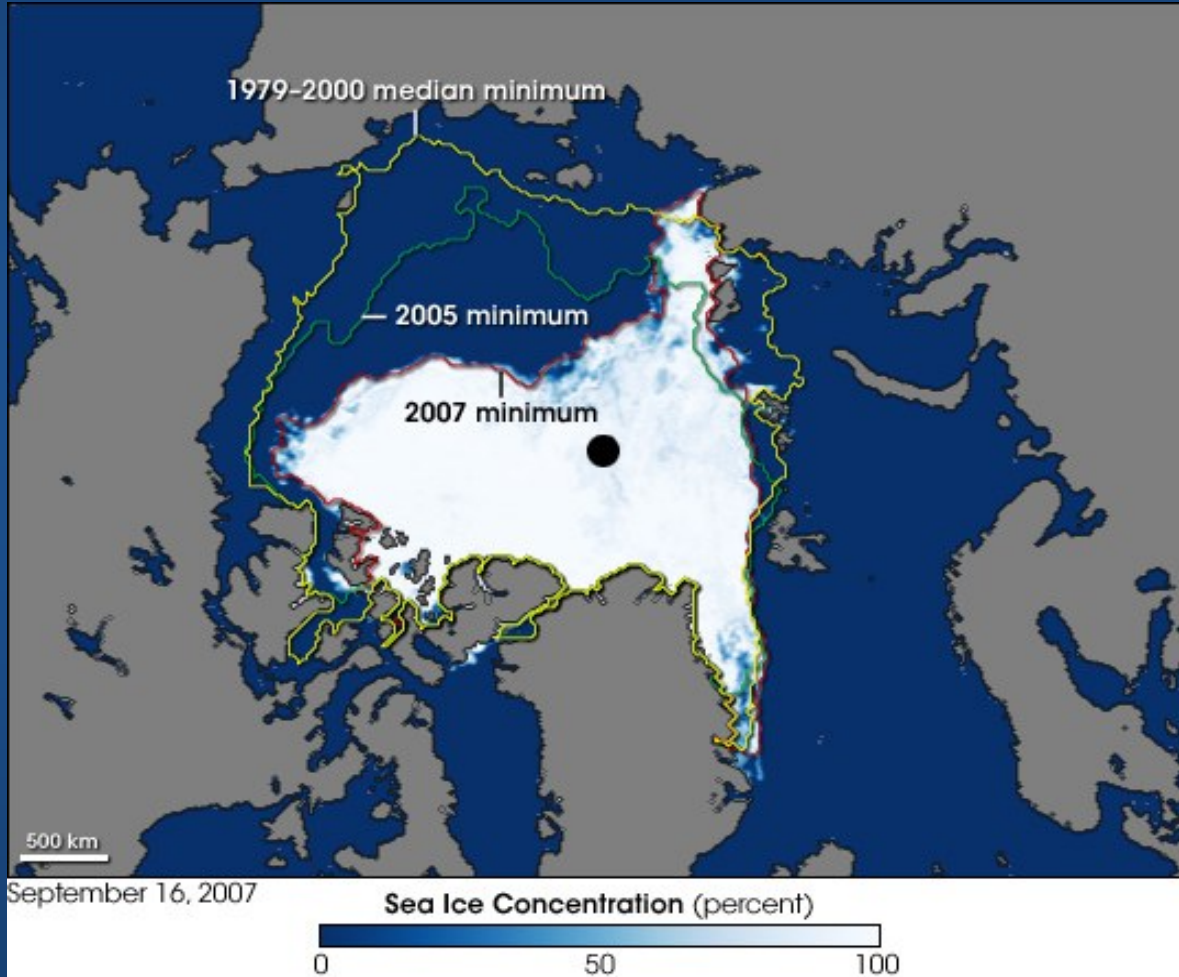 1979-2000 median minimum
2005 minimum
2007 minimum
500 km
September 16, 2007
Sea Ice Concentration (percent)
0 50 100